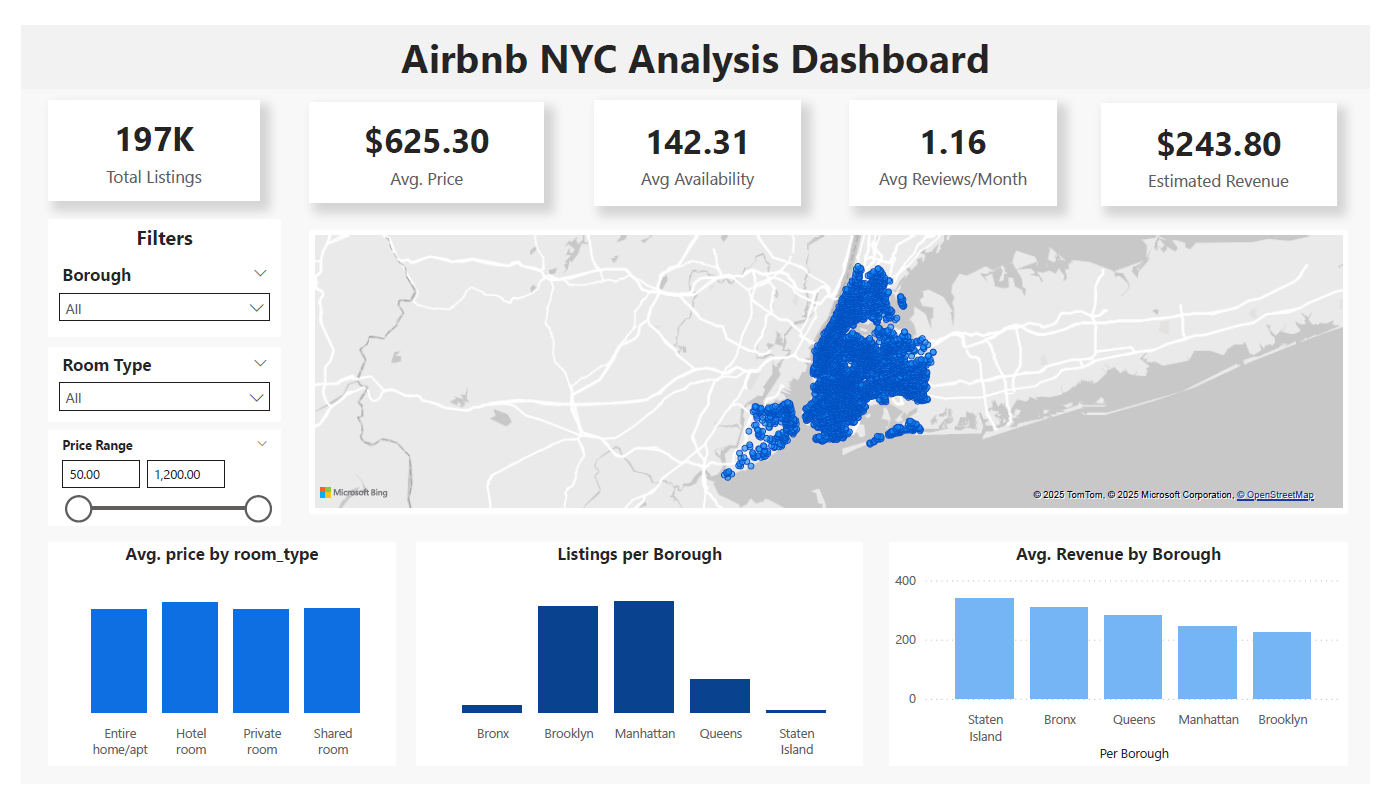 Airbnb NYC Analysis Dashboard
197K
Total Listings
$625.30
Avg. Price
142.31
Avg Availability
1.16
Avg Reviews/Month
$243.80
Estimated Revenue
Filters
Borough
All
Room Type
All
Price Range
50.00
1,200.00
Microsoft Bing
© 2025 TomTom, © 2025 Microsoft Corporation, © OpenStreetMap
Avg. price by room_type
Entire
home/apt
Hotel
room
Private
room
Shared
room
Listings per Borough
Bronx
Brooklyn
Manhattan
Queens
Staten
Island
Avg. Revenue by Borough
400
200
0
Staten
Island
Bronx
Queens
Manhattan
Brooklyn
Per Borough